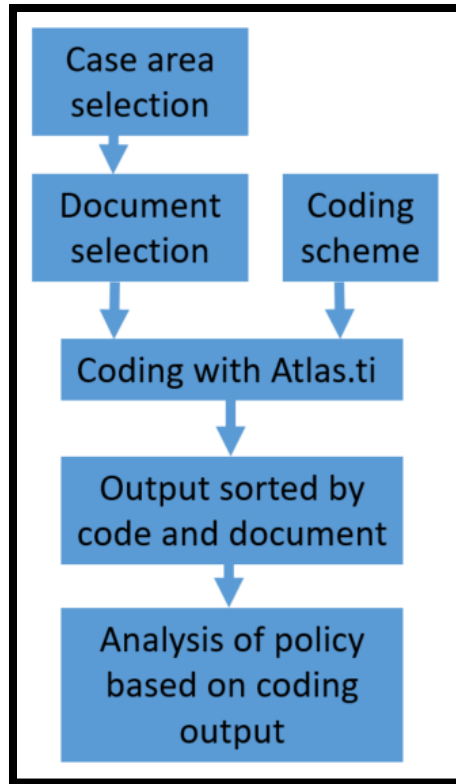 Case area
selection
Document
selection
Coding
scheme
Coding with Atlas.ti
Output sorted by
code and document
Analysis of policy
based on coding
output